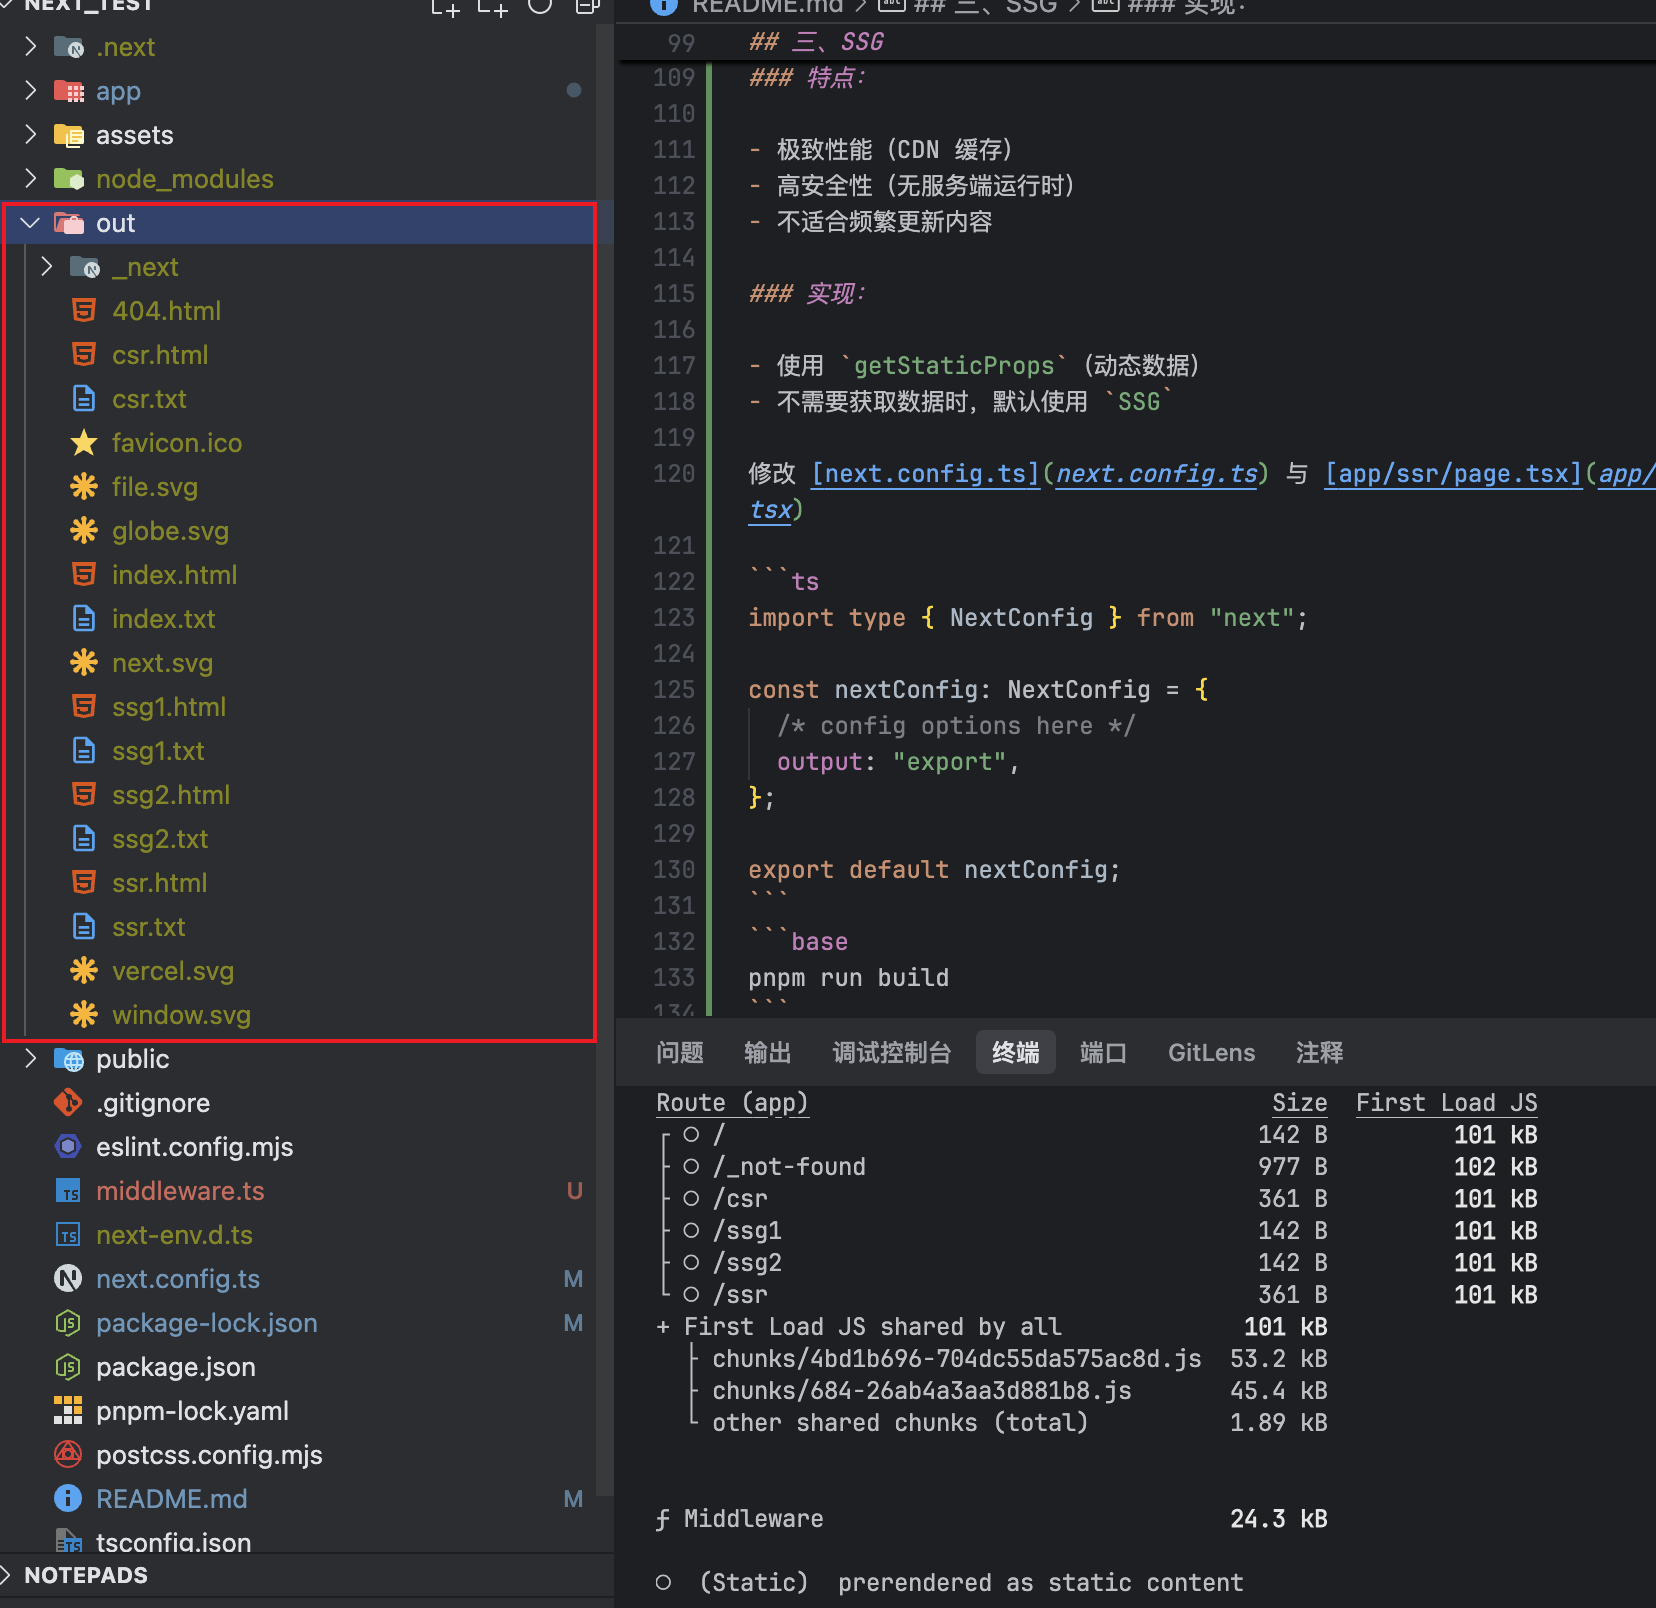 NEXT_TEST
.next
app
assets
node_modules
out
_next
404.html
csr.html
csr.txt
favicon.ico
file.svg
globe.svg
index.html
index.txt
next.svg
ssg1.html
ssg1.txt
ssg2.html
ssg2.txt
ssr.html
ssr.txt
vercel.svg
window.svg
public
.gitignore
eslint.config.mjs
middleware.ts U
next-env.d.ts
next.config.ts M
package-lock.json M
package.json
pnpm-lock.yaml
postcss.config.mjs
README.md M
tsconfig.json
NOTEPADS
README.md > ## 三、SSG > ### 实现：
99 ## 三、SSG
109 ### 特点：
110
111 - 极致性能（CDN 缓存）
112 - 高安全性（无服务端运行时）
113 - 不适合频繁更新内容
114
115 ### 实现：
116
117 - 使用 `getStaticProps`（动态数据）
118 - 不需要获取数据时，默认使用 `SSG`
119
120 修改 [next.config.ts](next.config.ts) 与 [app/ssr/page.tsx](app/
tsx)
121
122 ```ts
123 import type { NextConfig } from "next";
124
125 const nextConfig: NextConfig = {
126 /* config options here */
127 output: "export",
128 };
129
130 export default nextConfig;
131 ```
132 ```base
133 pnpm run build
134 ```
问题 输出 调试控制台 终端 端口 GitLens 注释
Route (app) Size First Load JS
┌ ○ / 142 B 101 kB
├ ○ /_not-found 977 B 102 kB
├ ○ /csr 361 B 101 kB
├ ○ /ssg1 142 B 101 kB
├ ○ /ssg2 142 B 101 kB
└ ○ /ssr 361 B 101 kB
+ First Load JS shared by all 101 kB
├ chunks/4bd1b696-704dc55da575ac8d.js 53.2 kB
├ chunks/684-26ab4a3aa3d881b8.js 45.4 kB
└ other shared chunks (total) 1.89 kB
ƒ Middleware 24.3 kB
○ (Static) prerendered as static content